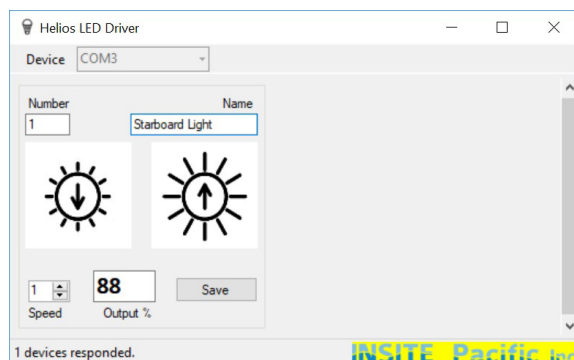 Helios LED Driver
Device COM3
Number Name
1 Starboard Light
1 88 Save
Speed Output %
1 devices responded.
INSITE Pacific Inc